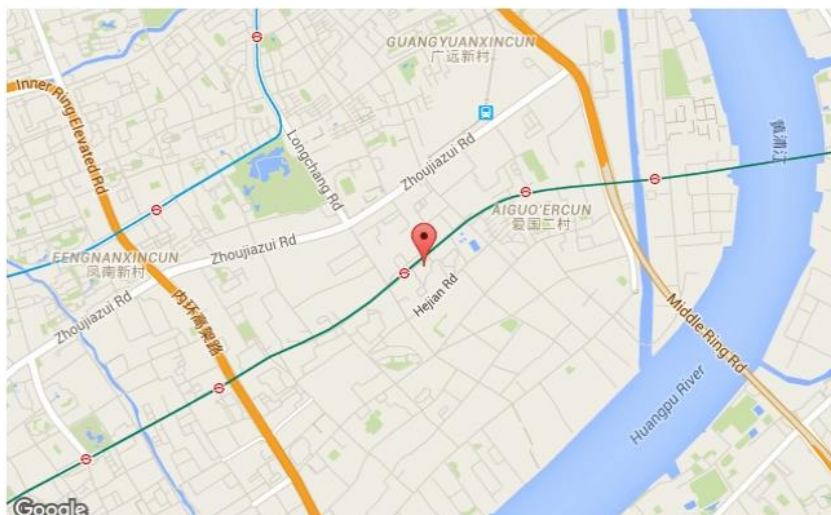 GUANGYUANXINCUN
广远新村
Inner Ring Elevated Rd
Longchang Rd
Zhoujiazui Rd
黄浦江
AIGUO'ERCUN
爱国二村
Zhoujiazui Rd
FENGNANXINCUN
凤南新村
Hejian Rd
Zhoujiazui Rd
内环高架路
Middle Ring Rd
Huangpu River
Google